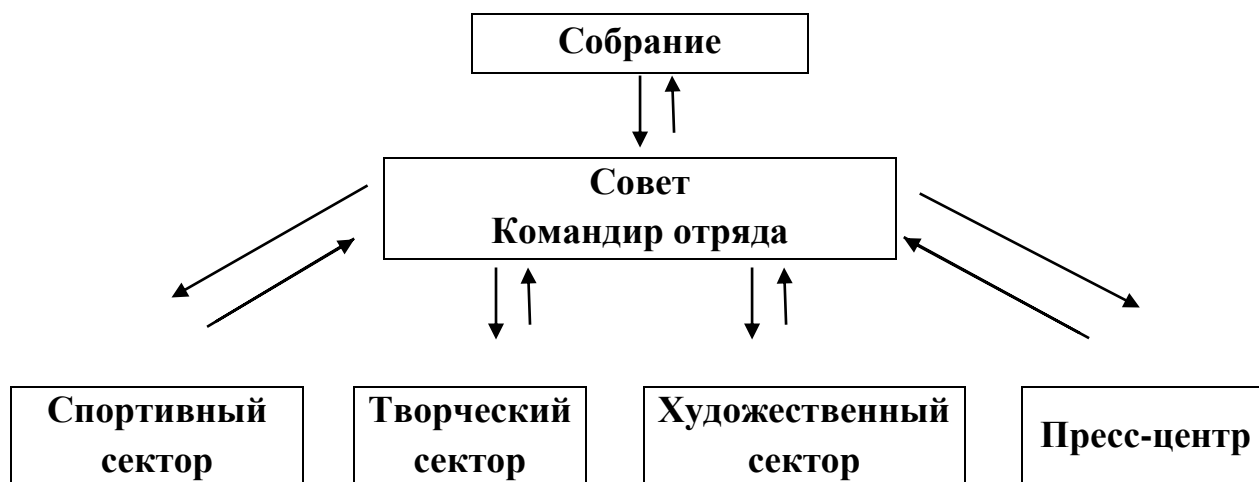 Собрание
Совет
Командир отряда
Спортивный
сектор
Творческий
сектор
Художественный
сектор
Пресс-центр